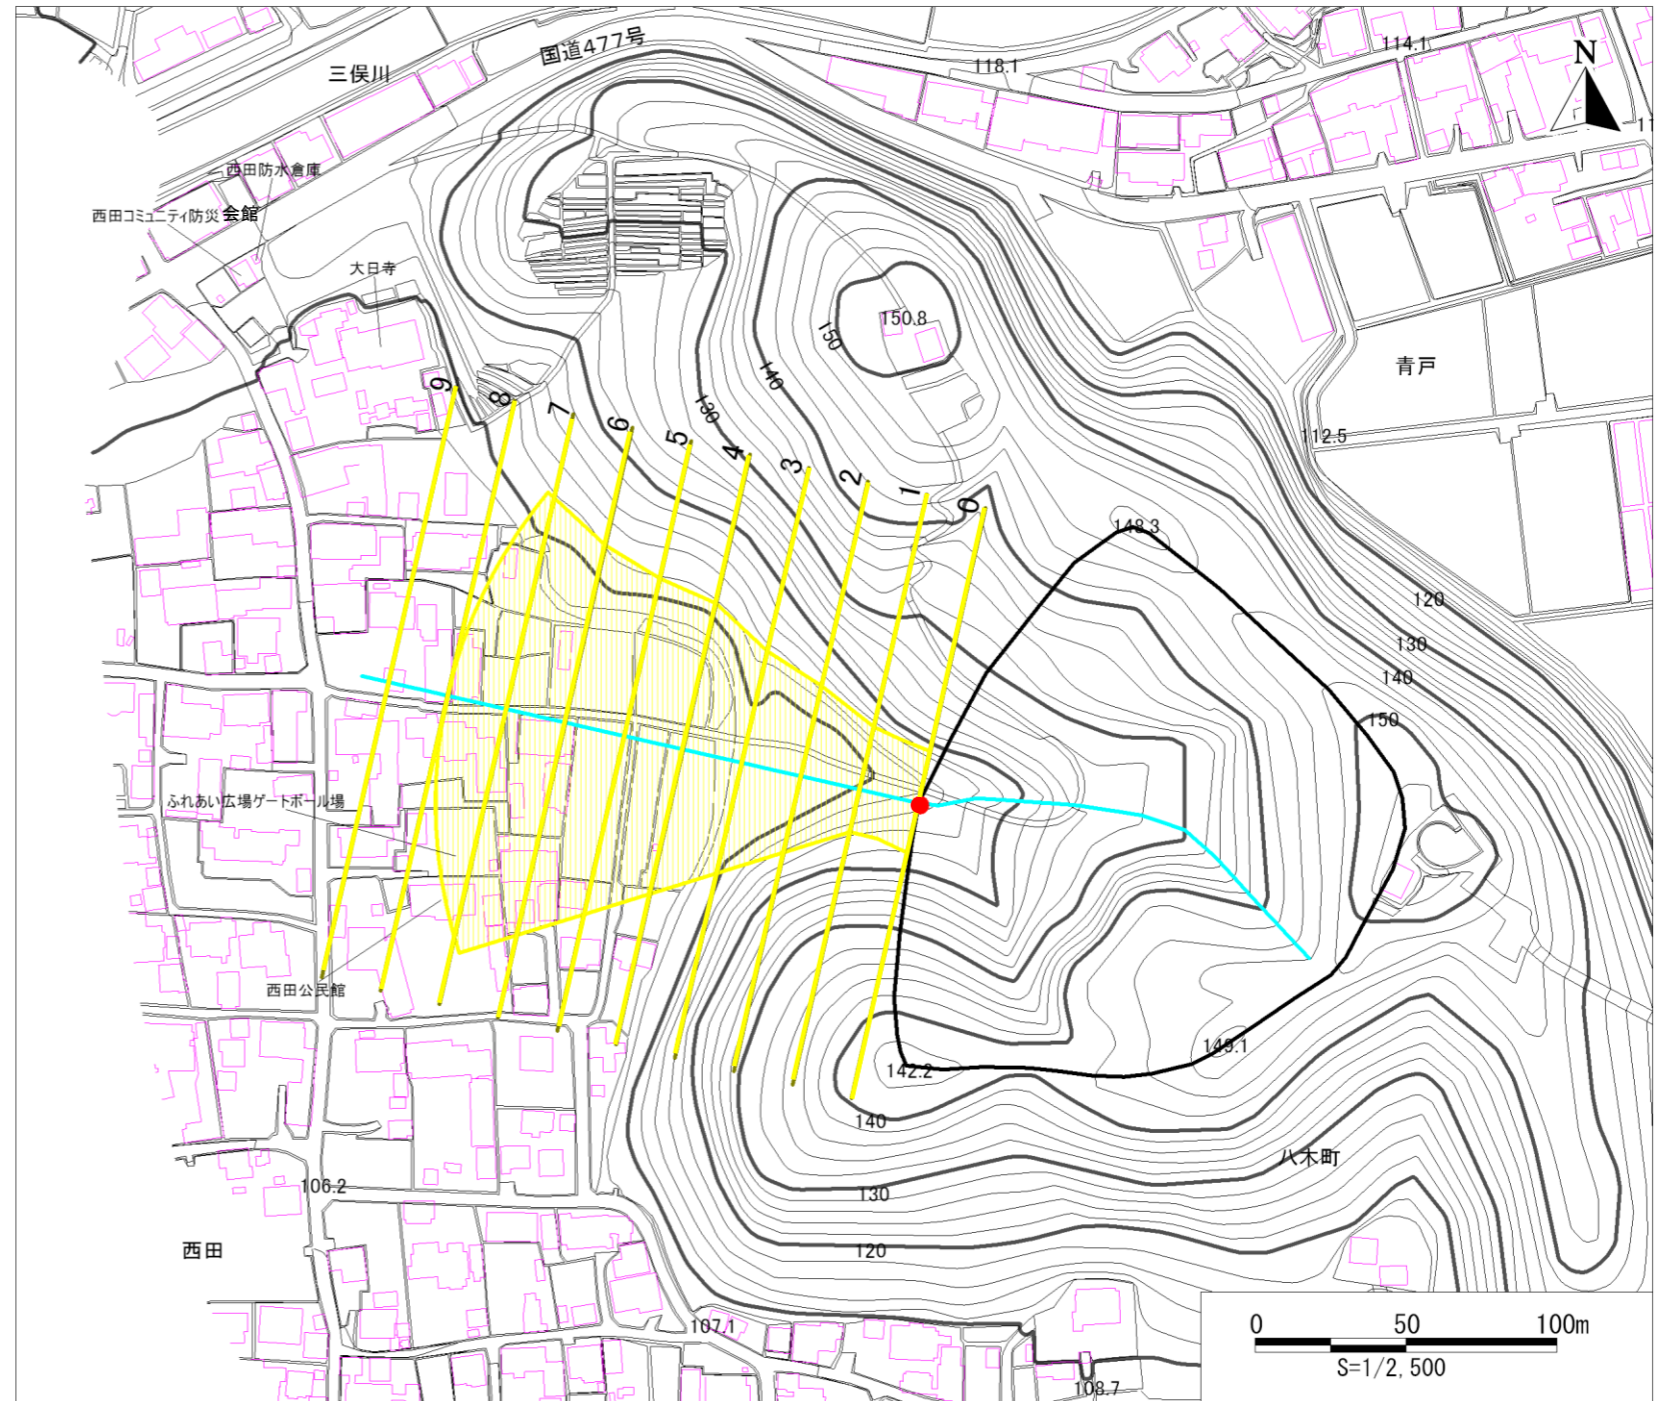 国道477号
三俣川
118.1
114.1
N
11
西田防水倉庫
西田コミュニティ防災会館
大日寺
150.8
150
青戸
140
130
112.5
9
8
7
6
5
4
3
2
1
0
148.3
120
130
140
150
ふれあい広場ゲートボール場
西田公民館
149.1
142.2
140
八木町
130
106.2
西田
120
107.1
108.7
0 50 100m
S=1/2,500